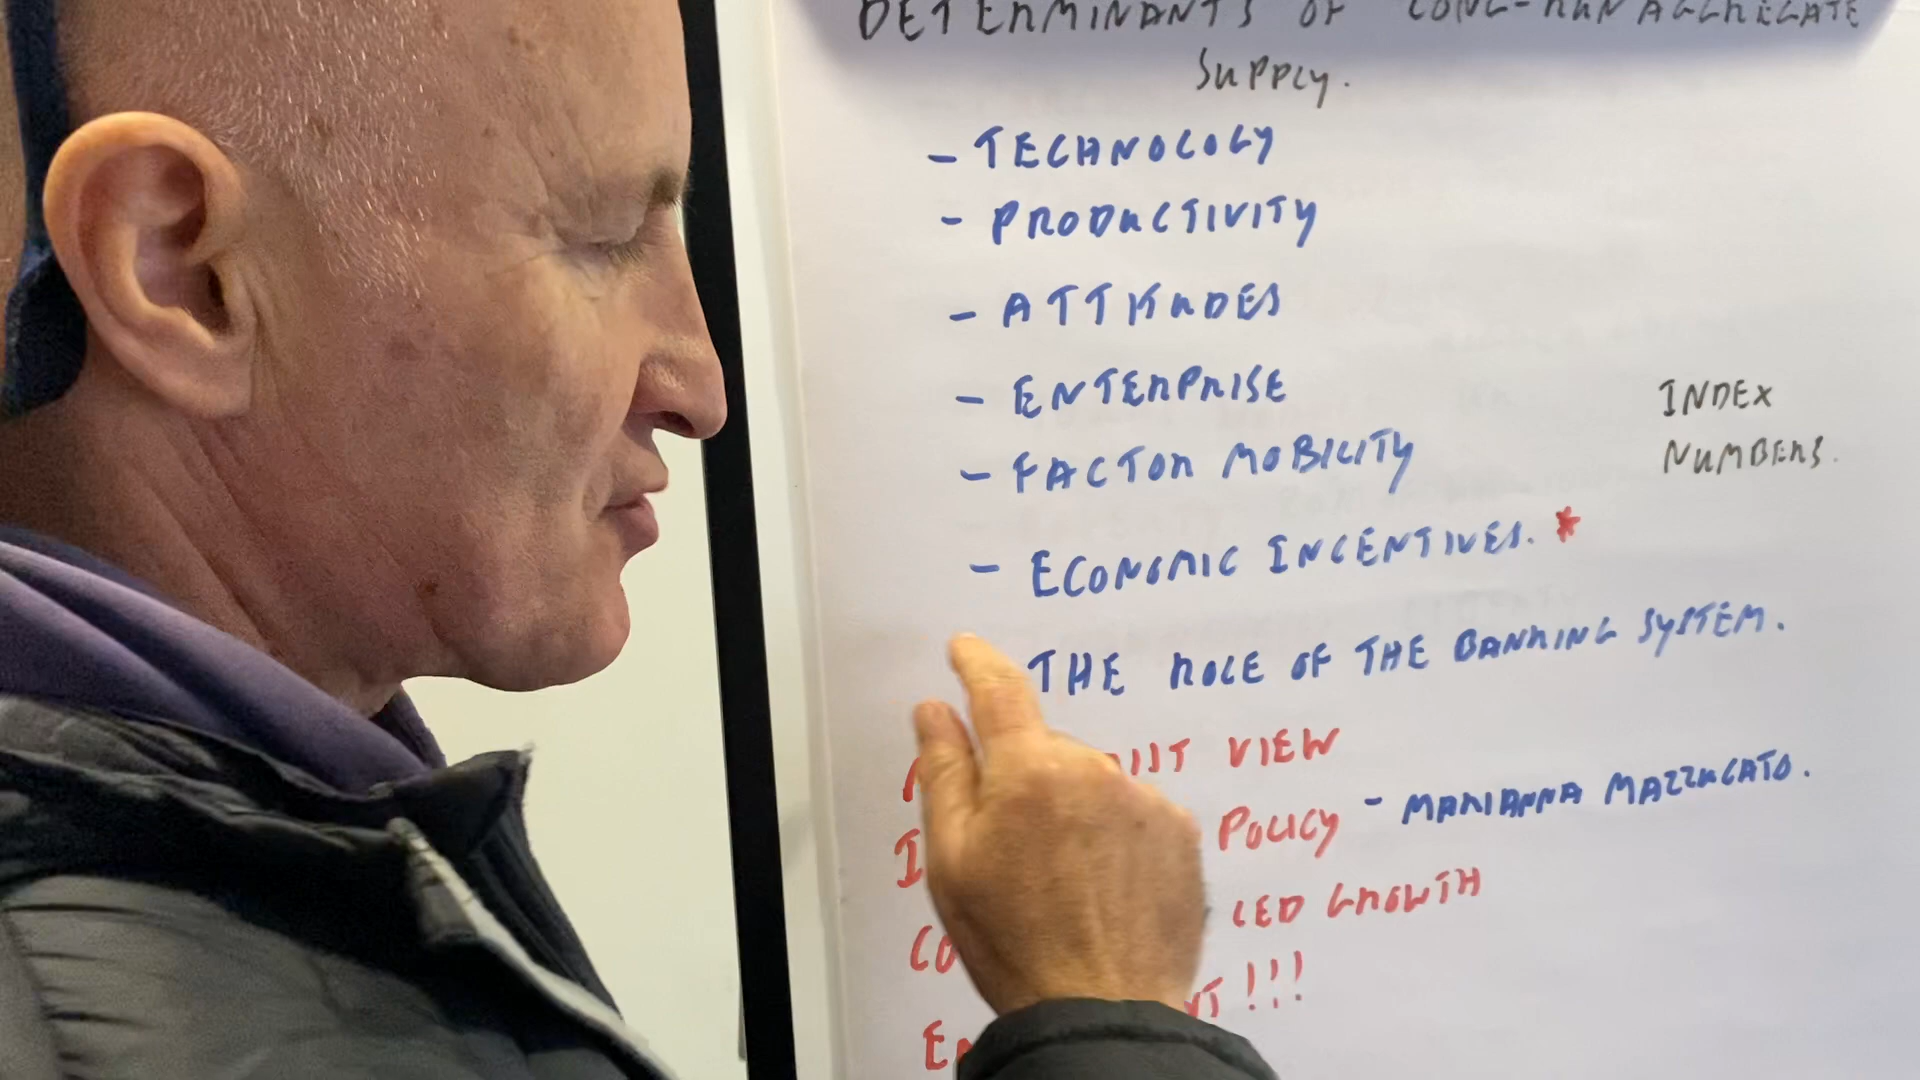 DETERMINANTS OF LONG-RUN AGGREGATE
SUPPLY.
- TECHNOLOGY
- PRODUCTIVITY
- ATTITUDES
- ENTERPRISE
- FACTOR MOBILITY
INDEX
NUMBERS.
- ECONOMIC INCENTIVES. *
THE ROLE OF THE BANKING SYSTEM.
VIEW
POLICY - MARIANNA MAZZUCATO.
LED GROWTH
!!!